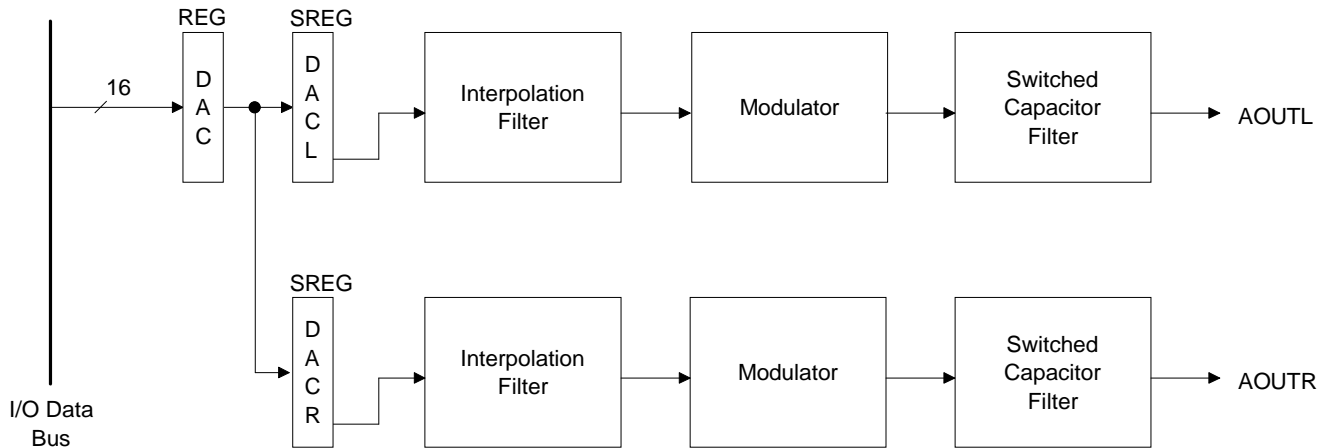 REG
SREG
16
D
A
C
D
A
C
L
Interpolation
Filter
Modulator
Switched
Capacitor
Filter
AOUTL
SREG
D
A
C
R
Interpolation
Filter
Modulator
Switched
Capacitor
Filter
AOUTR
I/O Data
Bus